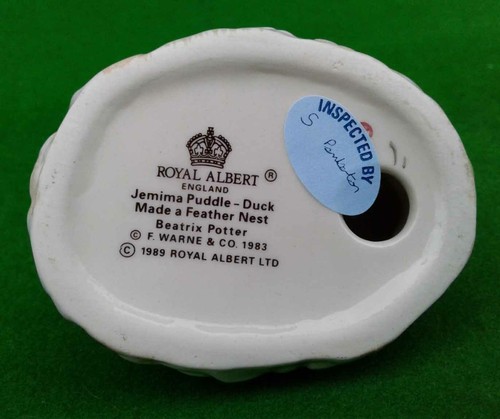 ROYAL ALBERT ®
ENGLAND
Jemima Puddle-Duck
Made a Feather Nest
Beatrix Potter
© F. WARNE & CO. 1983
© 1989 ROYAL ALBERT LTD
INSPECTED BY
S